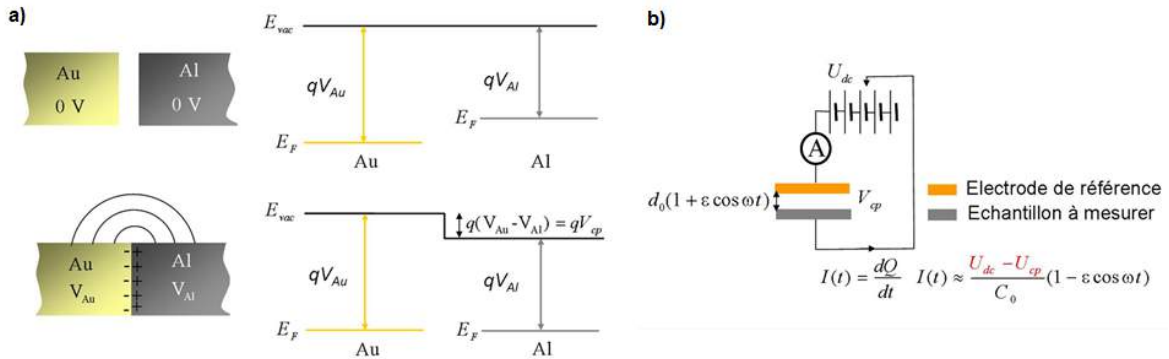 a)
Au
0 V
Al
0 V
E_vac
qV_Au
qV_Al
E_F
E_F
Au
Al
Au
V_Au
- + - + - + - + - +
Al
V_Al
E_vac
q(V_Au - V_Al) = qV_cp
qV_Au
qV_Al
E_F
E_F
Au
Al
b)
U_dc
A
d_0(1 + ε cos ωt)
V_cp
Electrode de référence
Echantillon à mesurer
I(t) = dQ/dt I(t) ≈ (U_dc − U_cp)/C_0 (1 − ε cos ωt)